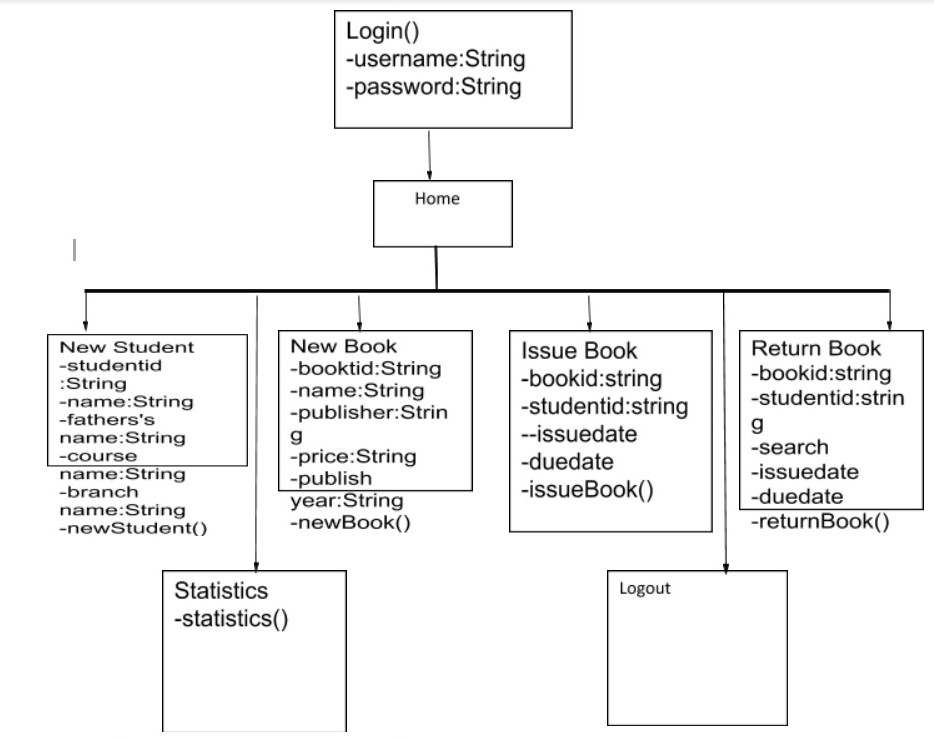 Login()
-username:String
-password:String
Home
New Student
-studentid
:String
-name:String
-fathers's
name:String
-course
name:String
-branch
name:String
-newStudent()
New Book
-booktid:String
-name:String
-publisher:Strin
g
-price:String
-publish
year:String
-newBook()
Issue Book
-bookid:string
-studentid:string
--issuedate
-duedate
-issueBook()
Return Book
-bookid:string
-studentid:strin
g
-search
-issuedate
-duedate
-returnBook()
Statistics
-statistics()
Logout